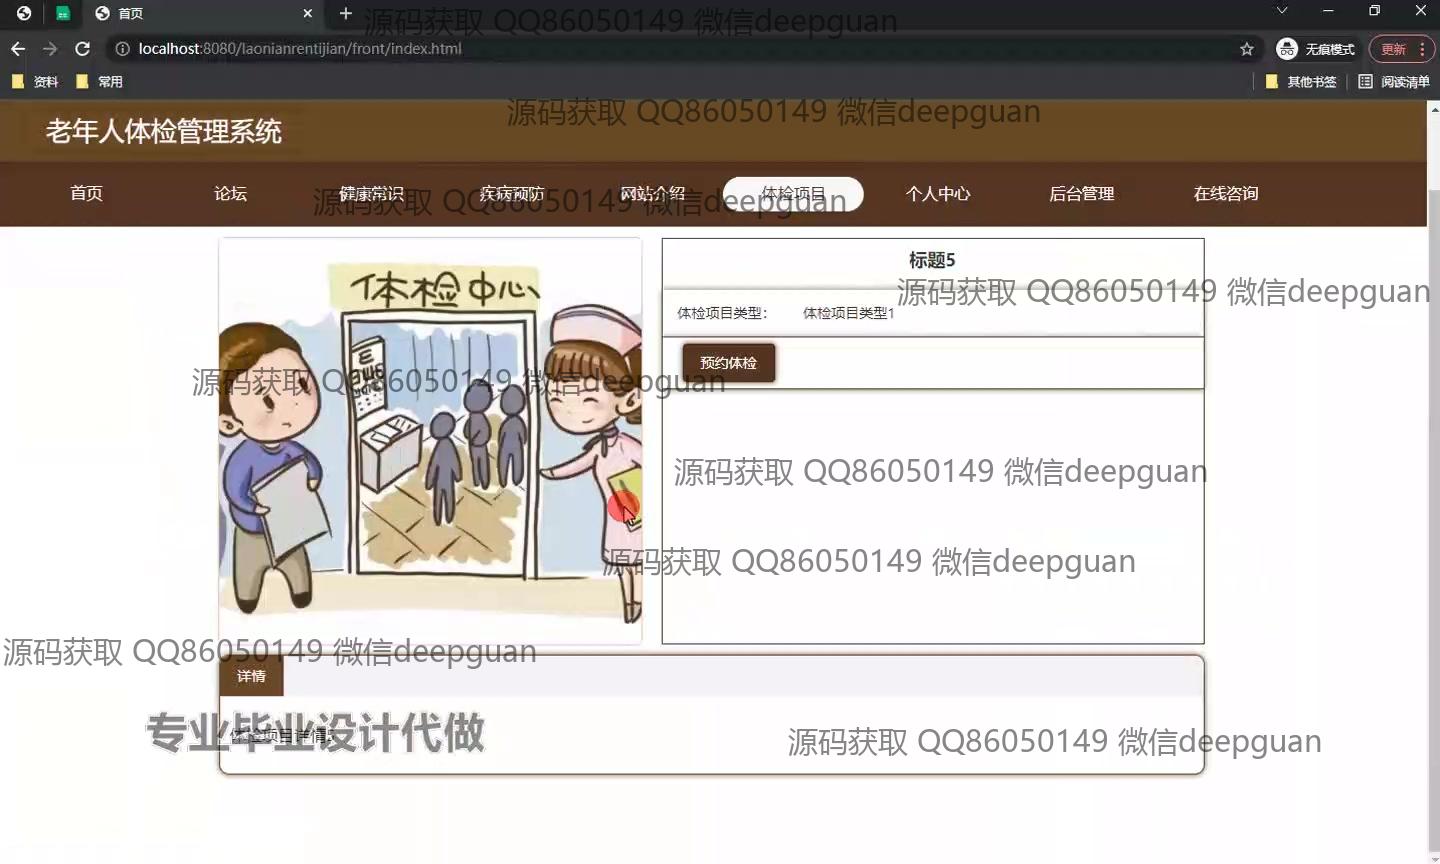 首页
源码获取 QQ86050149 微信deepguan
localhost:8080/laonianrentijian/front/index.html
无痕模式
更新
资料
常用
其他书签
阅读清单
源码获取 QQ86050149 微信deepguan
老年人体检管理系统
首页
论坛
健康常识
疾病预防
网站介绍
体检项目
个人中心
后台管理
在线咨询
源码获取 QQ86050149 微信deepguan
体检中心
标题5
源码获取 QQ86050149 微信deepguan
体检项目类型：
体检项目类型1
预约体检
源码获取 QQ86050149 微信deepguan
源码获取 QQ86050149 微信deepguan
源码获取 QQ86050149 微信deepguan
源码获取 QQ86050149 微信deepguan
详情
专业毕业设计代做
体检项目详情5
源码获取 QQ86050149 微信deepguan